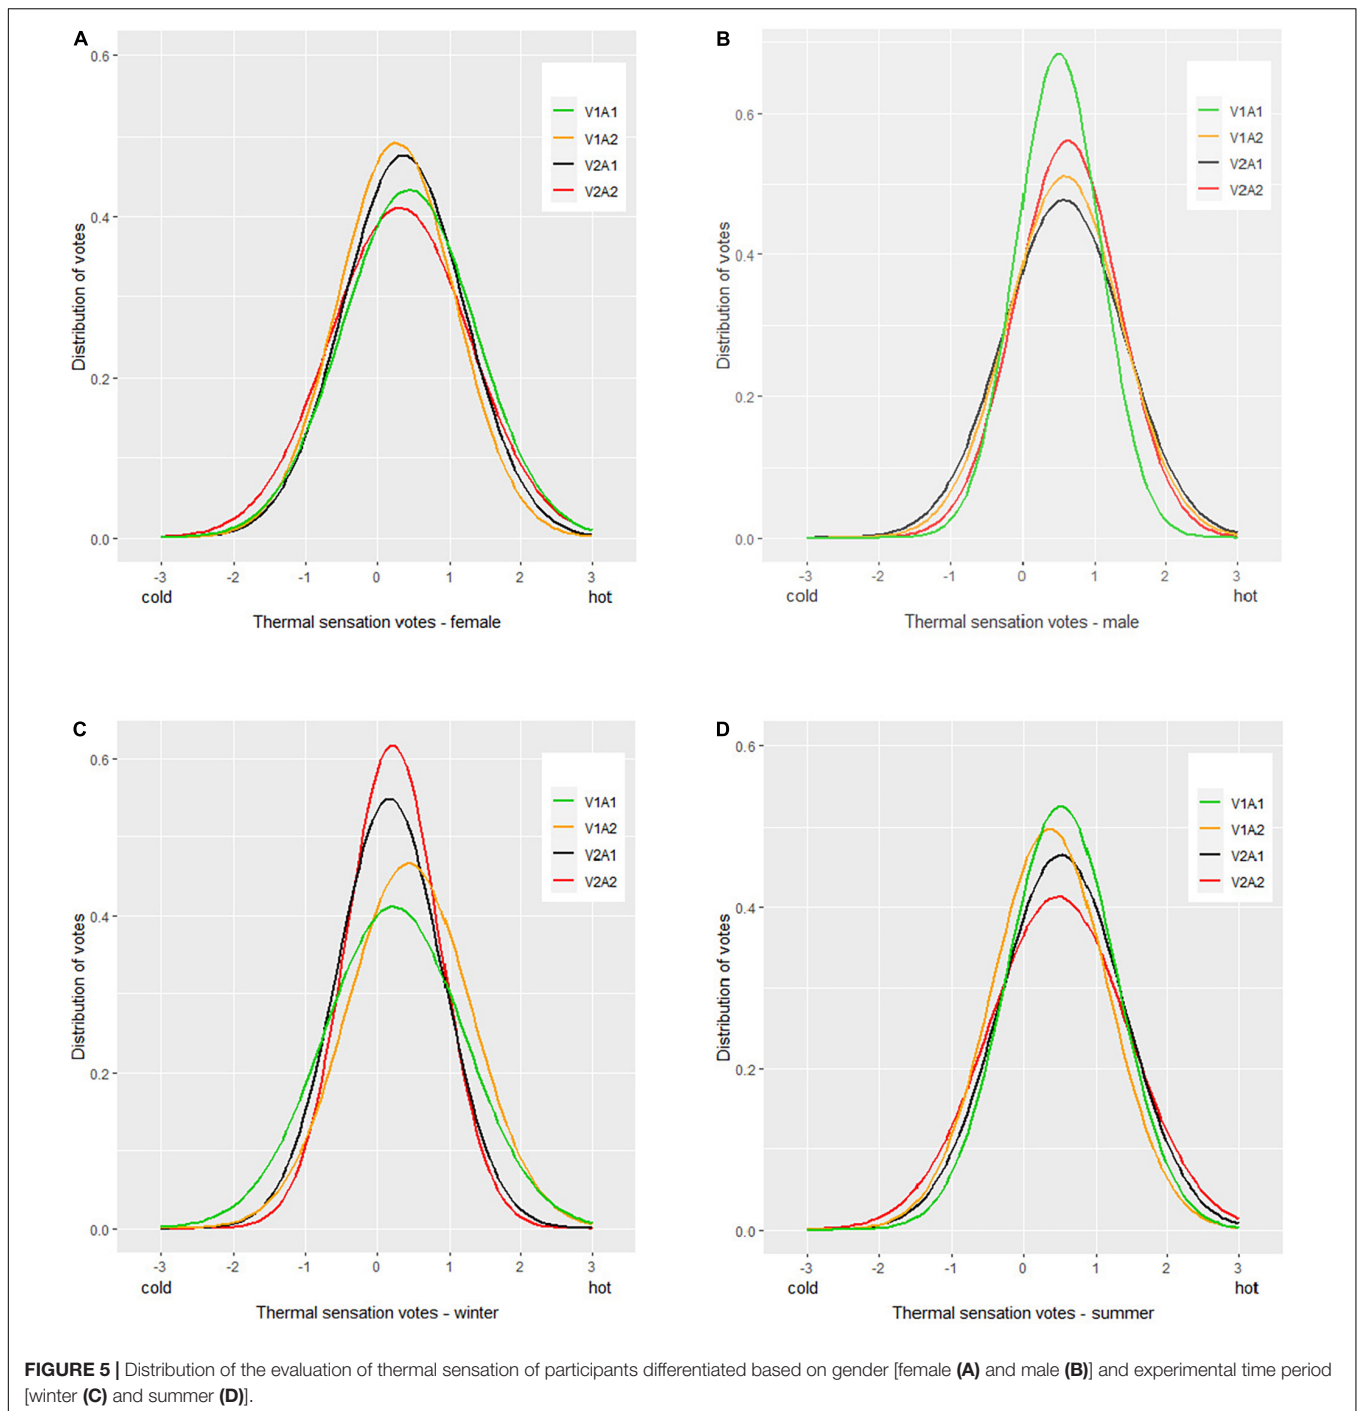 A
0.6
0.4
0.2
0.0
Distribution of votes
V1A1
V1A2
V2A1
V2A2
-3 -2 -1 0 1 2 3
cold hot
Thermal sensation votes - female
B
0.6
0.4
0.2
0.0
Distribution of votes
V1A1
V1A2
V2A1
V2A2
-3 -2 -1 0 1 2 3
cold hot
Thermal sensation votes - male
C
0.6
0.4
0.2
0.0
Distribution of votes
V1A1
V1A2
V2A1
V2A2
-3 -2 -1 0 1 2 3
cold hot
Thermal sensation votes - winter
D
0.6
0.4
0.2
0.0
Distribution of votes
V1A1
V1A2
V2A1
V2A2
-3 -2 -1 0 1 2 3
cold hot
Thermal sensation votes - summer
FIGURE 5 | Distribution of the evaluation of thermal sensation of participants differentiated based on gender [female (A) and male (B)] and experimental time period
[winter (C) and summer (D)].